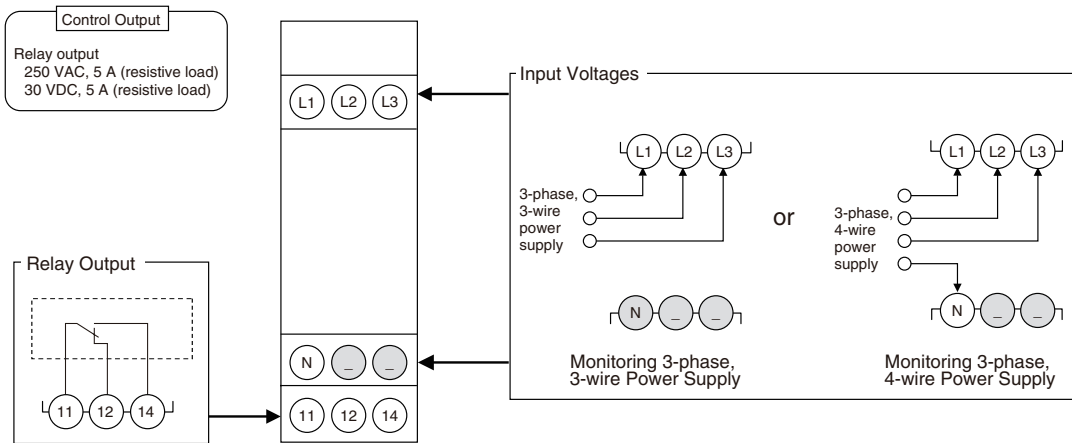 Control Output
Relay output
250 VAC, 5 A (resistive load)
30 VDC, 5 A (resistive load)
L1 L2 L3
Input Voltages
L1 L2 L3
3-phase,
3-wire
power
supply
N _ _
Monitoring 3-phase,
3-wire Power Supply
or
L1 L2 L3
3-phase,
4-wire
power
supply
N _ _
Monitoring 3-phase,
4-wire Power Supply
Relay Output
11 12 14
N _ _
11 12 14